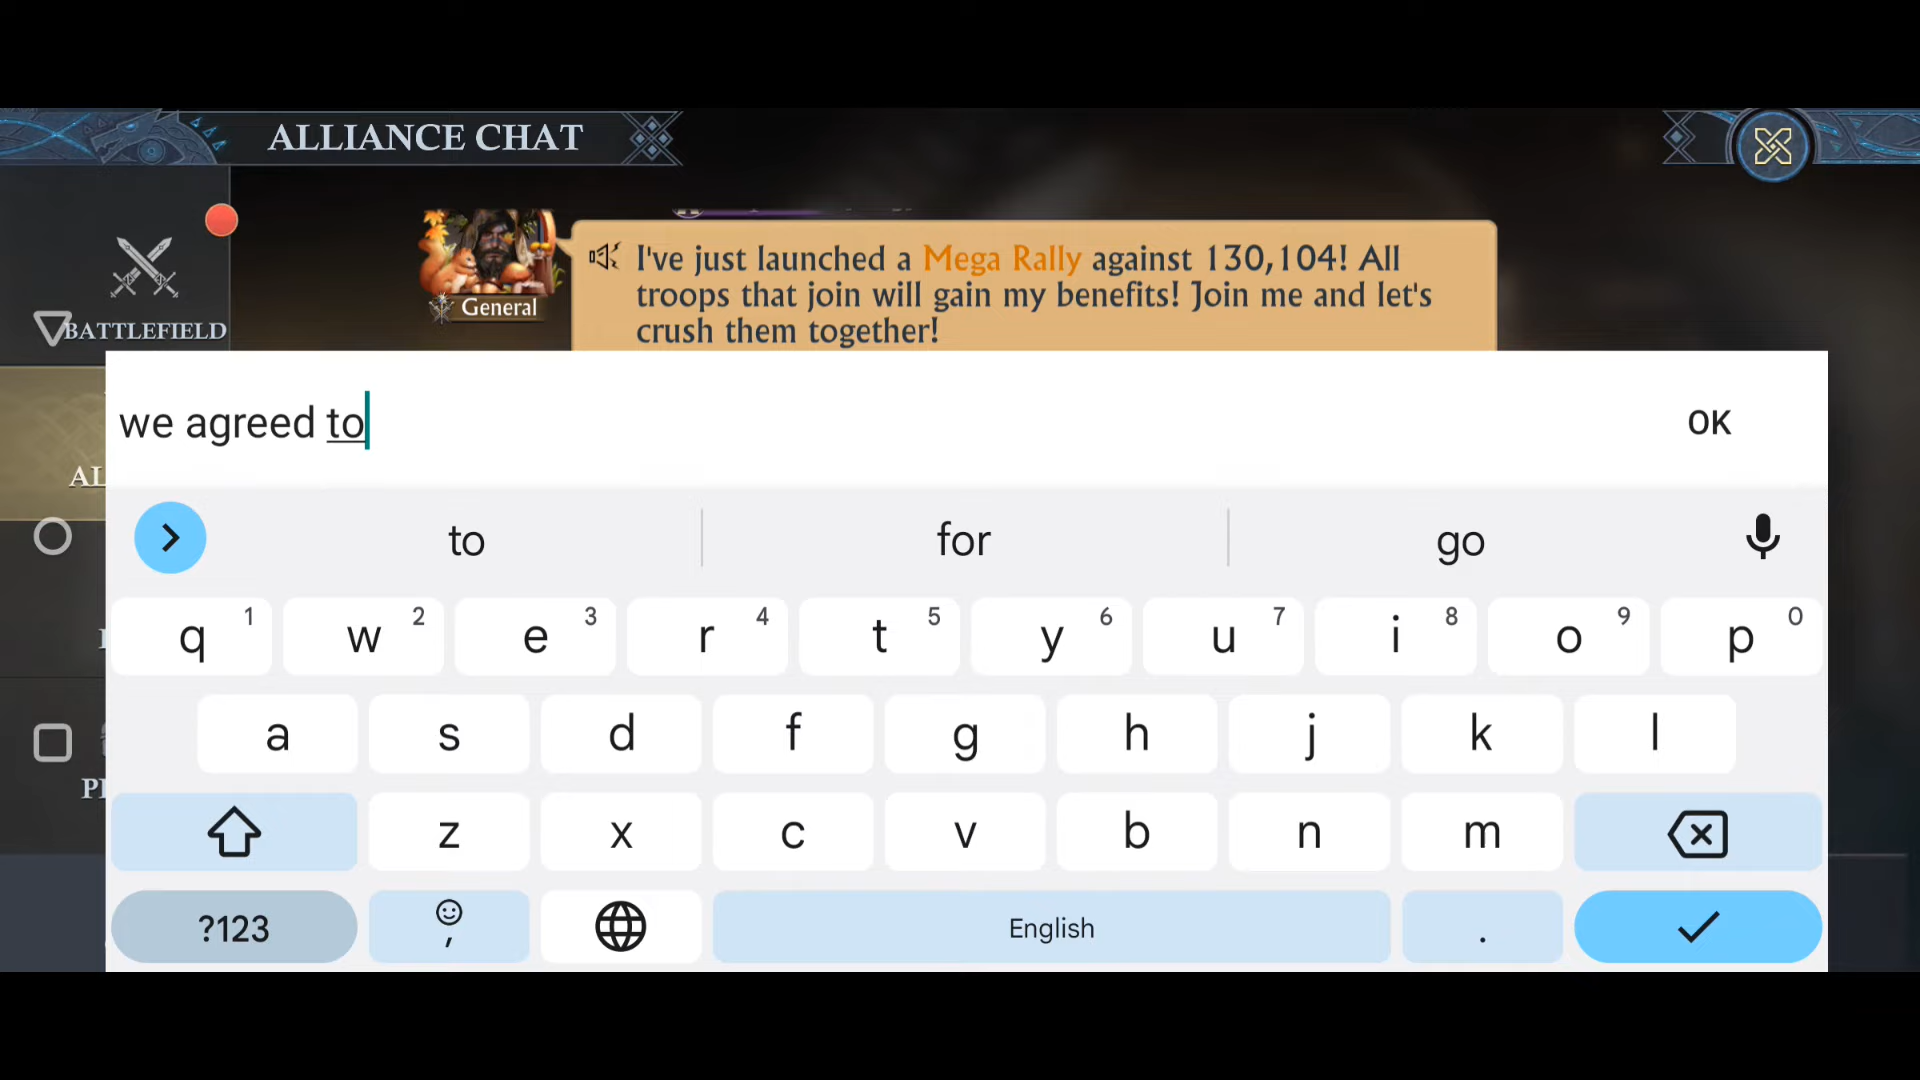 ALLIANCE CHAT
I've just launched a Mega Rally against 130,104! All
troops that join will gain my benefits! Join me and let's
crush them together!
General
BATTLEFIELD
we agreed to
OK
AL
to for go
q 1 w 2 e 3 r 4 t 5 y 6 u 7 i 8 o 9 p 0
a s d f g h j k l
z x c v b n m
?123 , English .